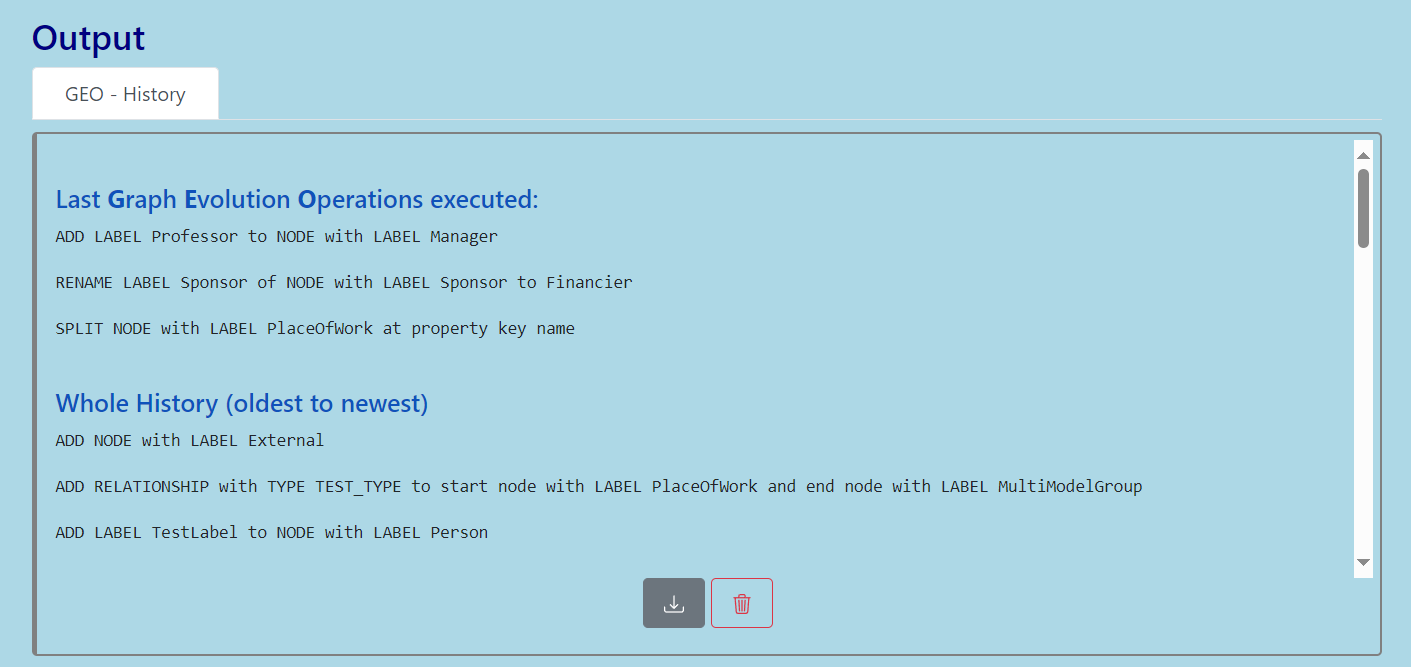 Output
GEO - History
Last Graph Evolution Operations executed:
ADD LABEL Professor to NODE with LABEL Manager
RENAME LABEL Sponsor of NODE with LABEL Sponsor to Financier
SPLIT NODE with LABEL PlaceOfWork at property key name
Whole History (oldest to newest)
ADD NODE with LABEL External
ADD RELATIONSHIP with TYPE TEST_TYPE to start node with LABEL PlaceOfWork and end node with LABEL MultiModelGroup
ADD LABEL TestLabel to NODE with LABEL Person